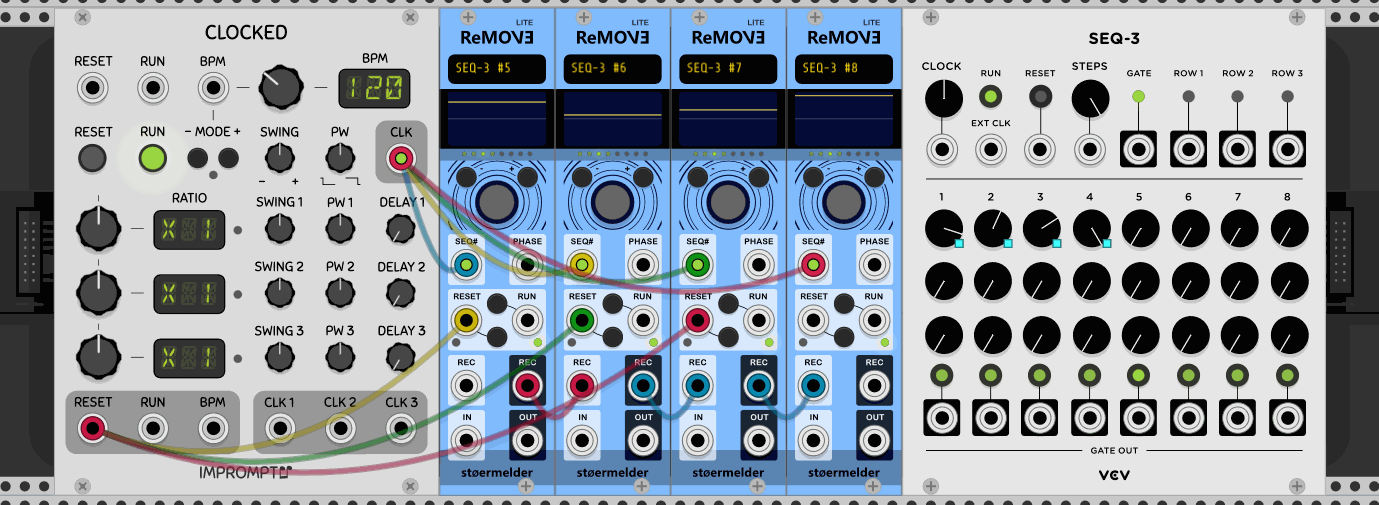 CLOCKED
RESET RUN BPM BPM
120
RESET RUN - MODE + SWING PW CLK
- +
RATIO
SWING 1 PW 1 DELAY 1
X 1
SWING 2 PW 2 DELAY 2
X 1
SWING 3 PW 3 DELAY 3
X 1
RESET RUN BPM CLK 1 CLK 2 CLK 3
IMPROMPTU
LITE
ReMOVE
SEQ-3 #5
- +
SEQ# PHASE
RESET RUN
REC REC
IN OUT
støermelder
LITE
ReMOVE
SEQ-3 #6
- +
SEQ# PHASE
RESET RUN
REC REC
IN OUT
støermelder
LITE
ReMOVE
SEQ-3 #7
- +
SEQ# PHASE
RESET RUN
REC REC
IN OUT
støermelder
LITE
ReMOVE
SEQ-3 #8
- +
SEQ# PHASE
RESET RUN
REC REC
IN OUT
støermelder
SEQ-3
CLOCK RUN RESET STEPS GATE ROW 1 ROW 2 ROW 3
EXT CLK
1 2 3 4 5 6 7 8
GATE OUT
VCV